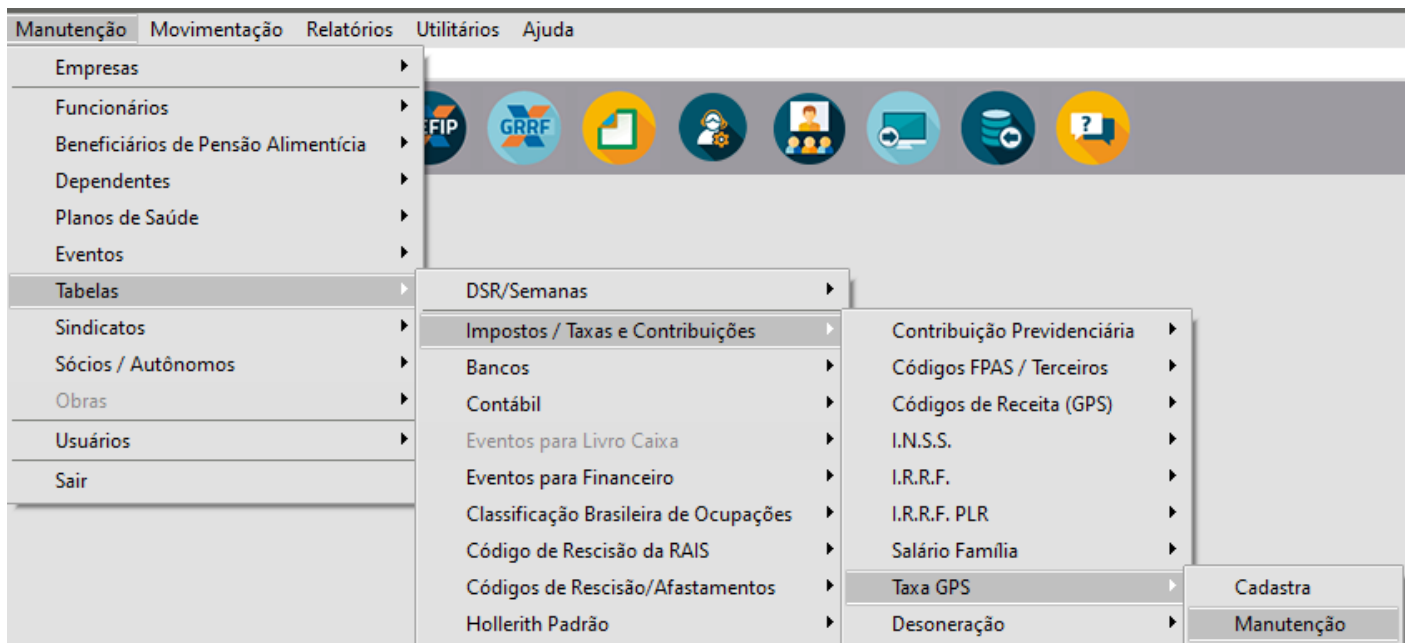 Manutenção Movimentação Relatórios Utilitários Ajuda
Empresas
Funcionários
Beneficiários de Pensão Alimentícia
Dependentes
Planos de Saúde
Eventos
Tabelas
Sindicatos
Sócios / Autônomos
Obras
Usuários
Sair
EFIP
GRRF
?
DSR/Semanas
Impostos / Taxas e Contribuições
Bancos
Contábil
Eventos para Livro Caixa
Eventos para Financeiro
Classificação Brasileira de Ocupações
Código de Rescisão da RAIS
Códigos de Rescisão/Afastamentos
Hollerith Padrão
Contribuição Previdenciária
Códigos FPAS / Terceiros
Códigos de Receita (GPS)
I.N.S.S.
I.R.R.F.
I.R.R.F. PLR
Salário Família
Taxa GPS
Desoneração
Cadastra
Manutenção